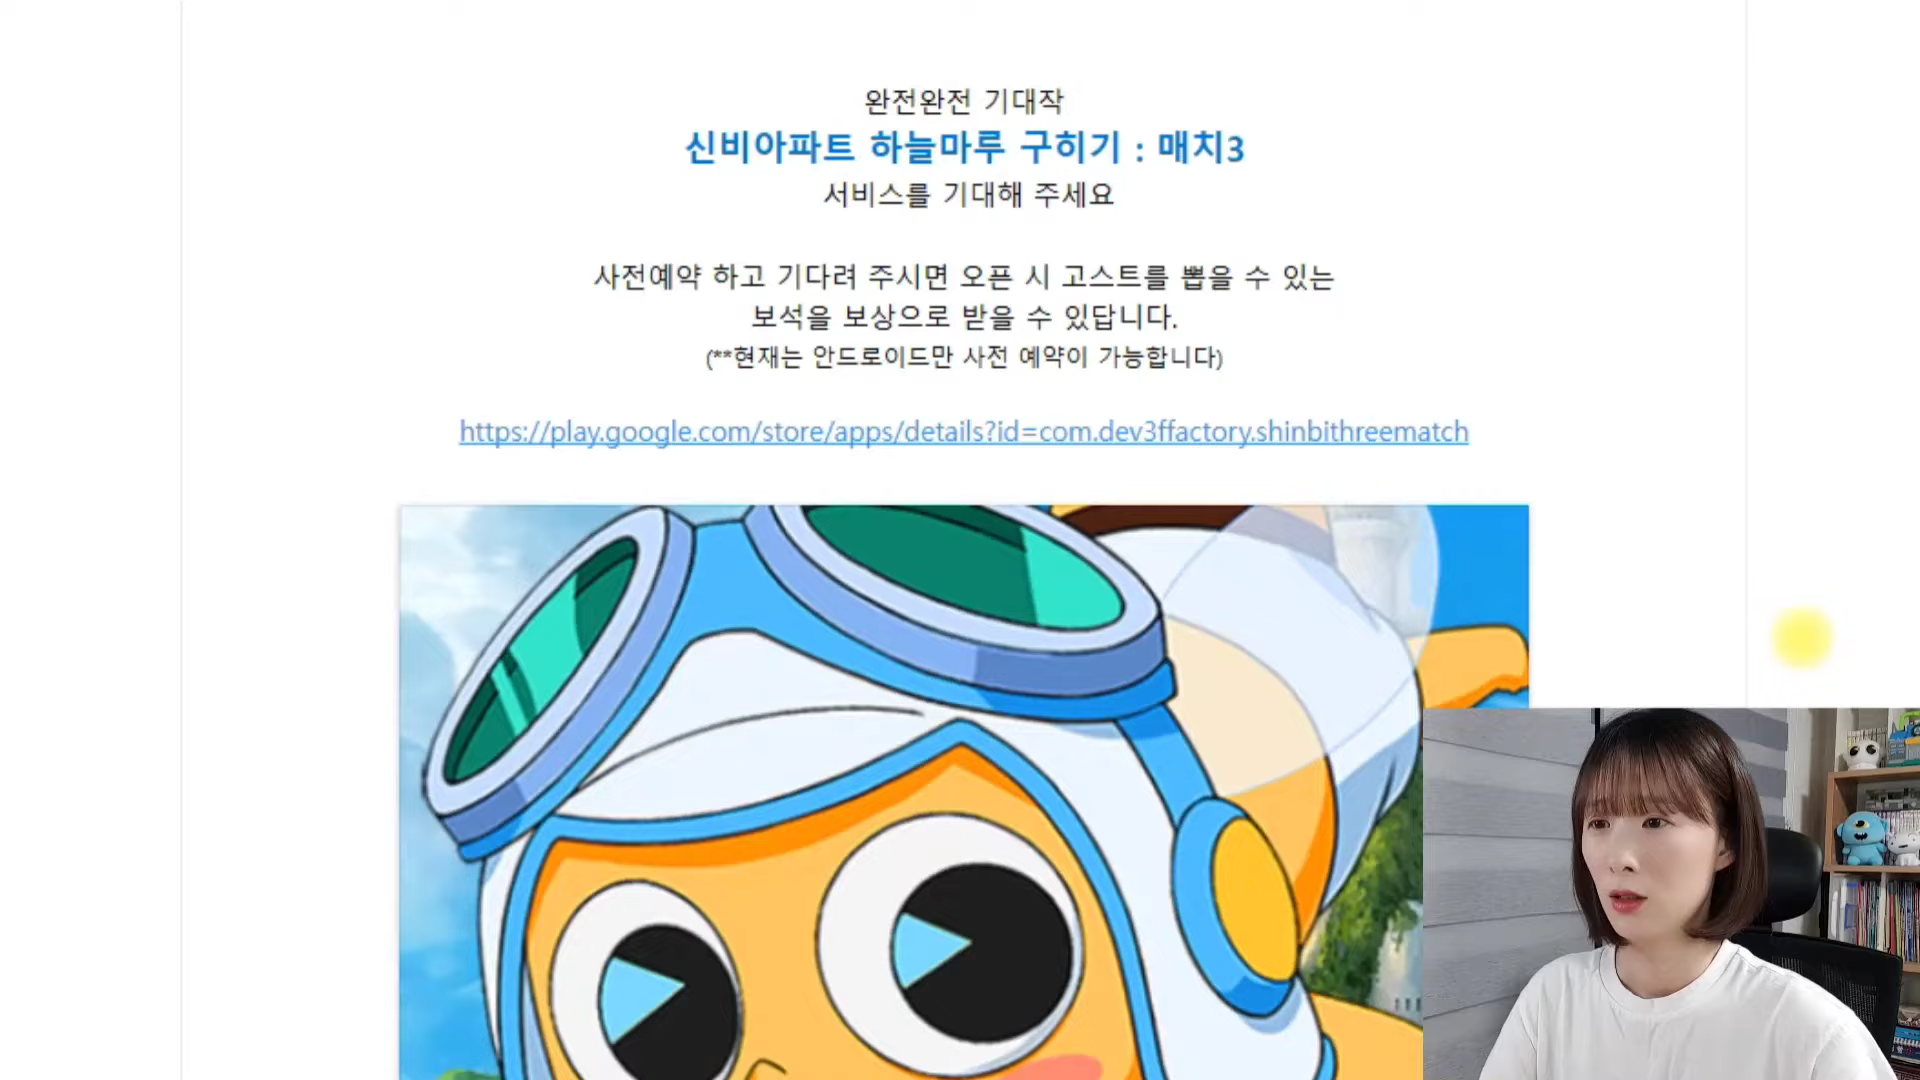 완전완전 기대작
신비아파트 하늘마루 구히기 : 매치3
서비스를 기대해 주세요
사전예약 하고 기다려 주시면 오픈 시 고스트를 뽑을 수 있는
보석을 보상으로 받을 수 있답니다.
(**현재는 안드로이드만 사전 예약이 가능합니다)
https://play.google.com/store/apps/details?id=com.dev3ffactory.shinbithreematch